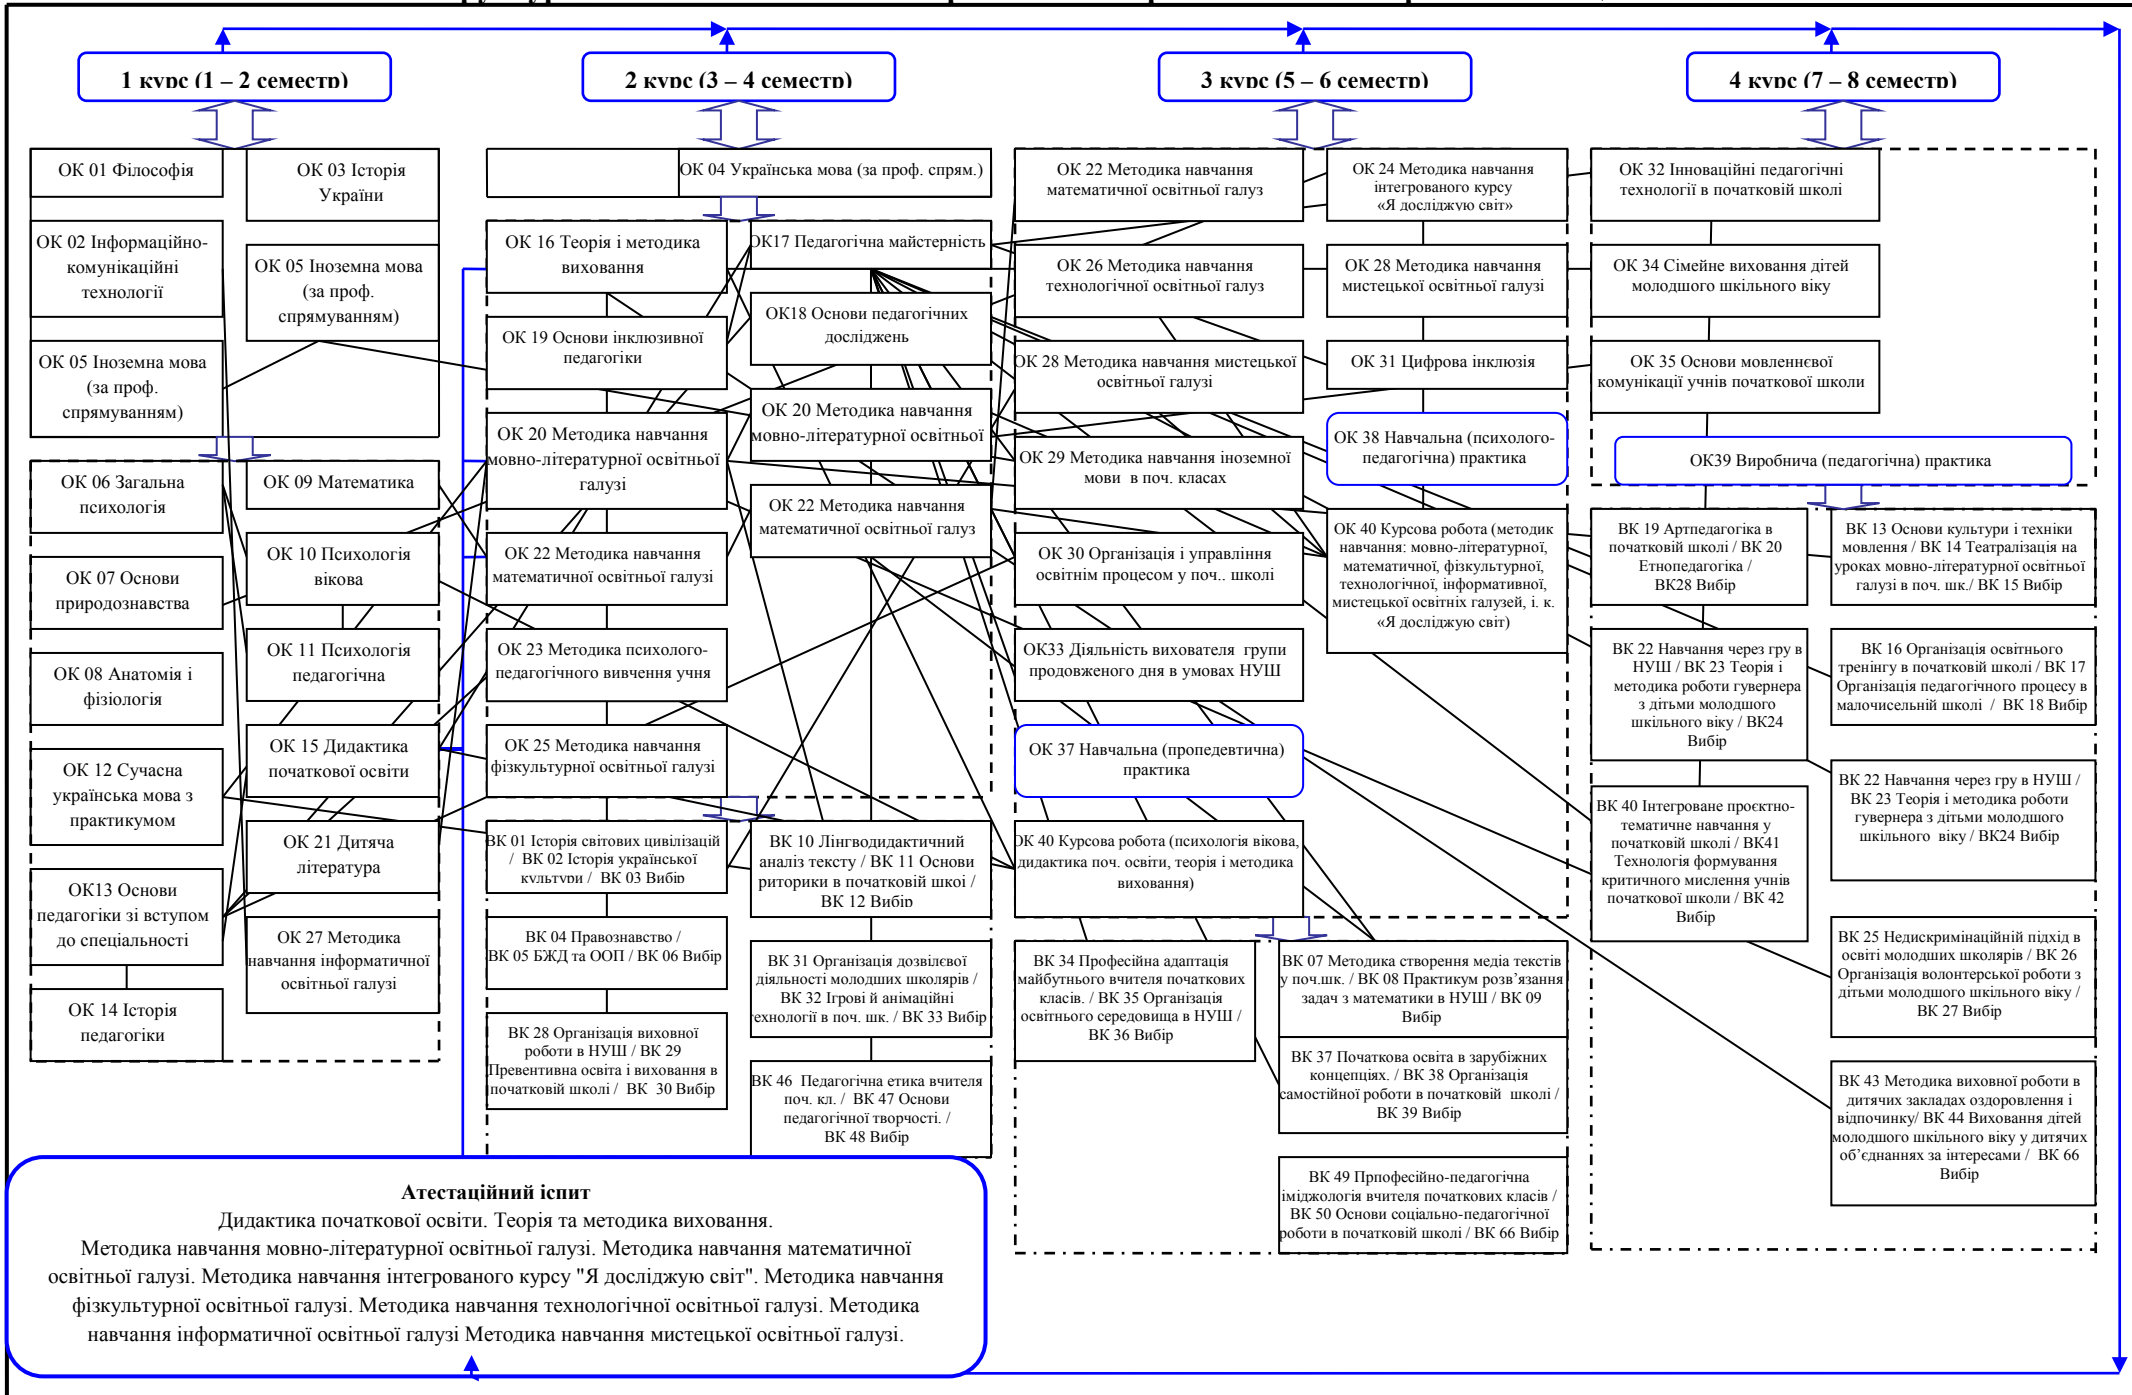 1 курс (1 – 2 семестр)
2 курс (3 – 4 семестр)
3 курс (5 – 6 семестр)
4 курс (7 – 8 семестр)
ОК 01 Філософія
ОК 02 Інформаційно-
комунікаційні
технології
ОК 05 Іноземна мова
(за проф.
спрямуванням)
ОК 03 Історія
України
ОК 05 Іноземна мова
(за проф.
спрямуванням)
ОК 06 Загальна
психологія
ОК 07 Основи
природознавства
ОК 08 Анатомія і
фізіологія
ОК 12 Сучасна
українська мова з
практикумом
ОК13 Основи
педагогіки зі вступом
до спеціальності
ОК 14 Історія
педагогіки
ОК 09 Математика
ОК 10 Психологія
вікова
ОК 11 Психологія
педагогічна
ОК 15 Дидактика
початкової освіти
ОК 21 Дитяча
література
ОК 27 Методика
навчання інформатичної
освітньої галузі
ОК 04 Українська мова (за проф. спрям.)
ОК 16 Теорія і методика
виховання
ОК 19 Основи інклюзивної
педагогіки
ОК 20 Методика навчання
мовно-літературної освітньої
галузі
ОК 22 Методика навчання
математичної освітньої галузі
ОК 23 Методика психолого-
педагогічного вивчення учня
ОК 25 Методика навчання
фізкультурної освітньої галузі
ОК17 Педагогічна майстерність
ОК18 Основи педагогічних
досліджень
ОК 20 Методика навчання
мовно-літературної освітньої
ОК 22 Методика навчання
математичної освітньої галуз
ВК 01 Історія світових цивілізацій
/ ВК 02 Історія української
культури / ВК 03 Вибір
ВК 04 Правознавство /
ВК 05 БЖД та ООП / ВК 06 Вибір
ВК 28 Організація виховної
роботи в НУШ / ВК 29
Превентивна освіта і виховання в
початковій школі / ВК 30 Вибір
ВК 10 Лінгводидактичний
аналіз тексту / ВК 11 Основи
риторики в початковій шкоі /
ВК 12 Вибір
ВК 31 Організація дозвілєвої
діяльності молодших школярів /
ВК 32 Ігрові й анімаційні
технології в поч. шк. / ВК 33 Вибір
ВК 46 Педагогічна етика вчителя
поч. кл. / ВК 47 Основи
педагогічної творчості. /
ВК 48 Вибір
ОК 22 Методика навчання
математичної освітньої галуз
ОК 26 Методика навчання
технологічної освітньої галуз
ОК 28 Методика навчання мистецької
освітньої галузі
ОК 29 Методика навчання іноземної
мови в поч. класах
ОК 30 Організація і управління
освітнім процесом у поч.. школі
ОК33 Діяльність вихователя групи
продовженого дня в умовах НУШ
ОК 37 Навчальна (пропедевтична)
практика
ОК 40 Курсова робота (психологія вікова,
дидактика поч. освіти, теорія і методика
виховання)
ОК 24 Методика навчання
інтегрованого курсу
«Я досліджую світ»
ОК 28 Методика навчання
мистецької освітньої галузі
ОК 31 Цифрова інклюзія
ОК 38 Навчальна (психолого-
педагогічна) практика
ОК 40 Курсова робота (методик
навчання: мовно-літературної,
математичної, фізкультурної,
технологічної, інформативної,
мистецької освітніх галузей, і. к.
«Я досліджую світ)
ВК 34 Професійна адаптація
майбутнього вчителя початкових
класів. / ВК 35 Організація
освітнього середовища в НУШ /
ВК 36 Вибір
ВК 07 Методика створення медіа текстів
у поч.шк. / ВК 08 Практикум розв’язання
задач з математики в НУШ / ВК 09
Вибір
ВК 37 Початкова освіта в зарубіжних
концепціях. / ВК 38 Організація
самостійної роботи в початковій школі /
ВК 39 Вибір
ВК 49 Прпофесійно-педагогічна
іміджологія вчителя початкових класів /
ВК 50 Основи соціально-педагогічної
роботи в початковій школі / ВК 66 Вибір
ОК 32 Інноваційні педагогічні
технології в початковій школі
ОК 34 Сімейне виховання дітей
молодшого шкільного віку
ОК 35 Основи мовленнєвої
комунікації учнів початкової школи
ОК39 Виробнича (педагогічна) практика
ВК 19 Артпедагогіка в
початковій школі / ВК 20
Етнопедагогіка /
ВК28 Вибір
ВК 22 Навчання через гру в
НУШ / ВК 23 Теорія і
методика роботи гувернера
з дітьми молодшого
шкільного віку / ВК24
Вибір
ВК 40 Інтегроване проєктно-
тематичне навчання у
початковій школі / ВК41
Технологія формування
критичного мислення учнів
початкової школи / ВК 42
Вибір
ВК 13 Основи культури і техніки
мовлення / ВК 14 Театралізація на
уроках мовно-літературної освітньої
галузі в поч. шк./ ВК 15 Вибір
ВК 16 Організація освітнього
тренінгу в початковій школі / ВК 17
Організація педагогічного процесу в
малочисельній школі / ВК 18 Вибір
ВК 22 Навчання через гру в НУШ /
ВК 23 Теорія і методика роботи
гувернера з дітьми молодшого
шкільного віку / ВК24 Вибір
ВК 25 Недискримінаційній підхід в
освіті молодших школярів / ВК 26
Організація волонтерської роботи з
дітьми молодшого шкільного віку /
ВК 27 Вибір
ВК 43 Методика виховної роботи в
дитячих закладах оздоровлення і
відпочинку/ ВК 44 Виховання дітей
молодшого шкільного віку у дитячих
об’єднаннях за інтересами / ВК 66
Вибір
Атестаційний іспит
Дидактика початкової освіти. Теорія та методика виховання.
Методика навчання мовно-літературної освітньої галузі. Методика навчання математичної
освітньої галузі. Методика навчання інтегрованого курсу "Я досліджую світ". Методика навчання
фізкультурної освітньої галузі. Методика навчання технологічної освітньої галузі. Методика
навчання інформатичної освітньої галузі Методика навчання мистецької освітньої галузі.